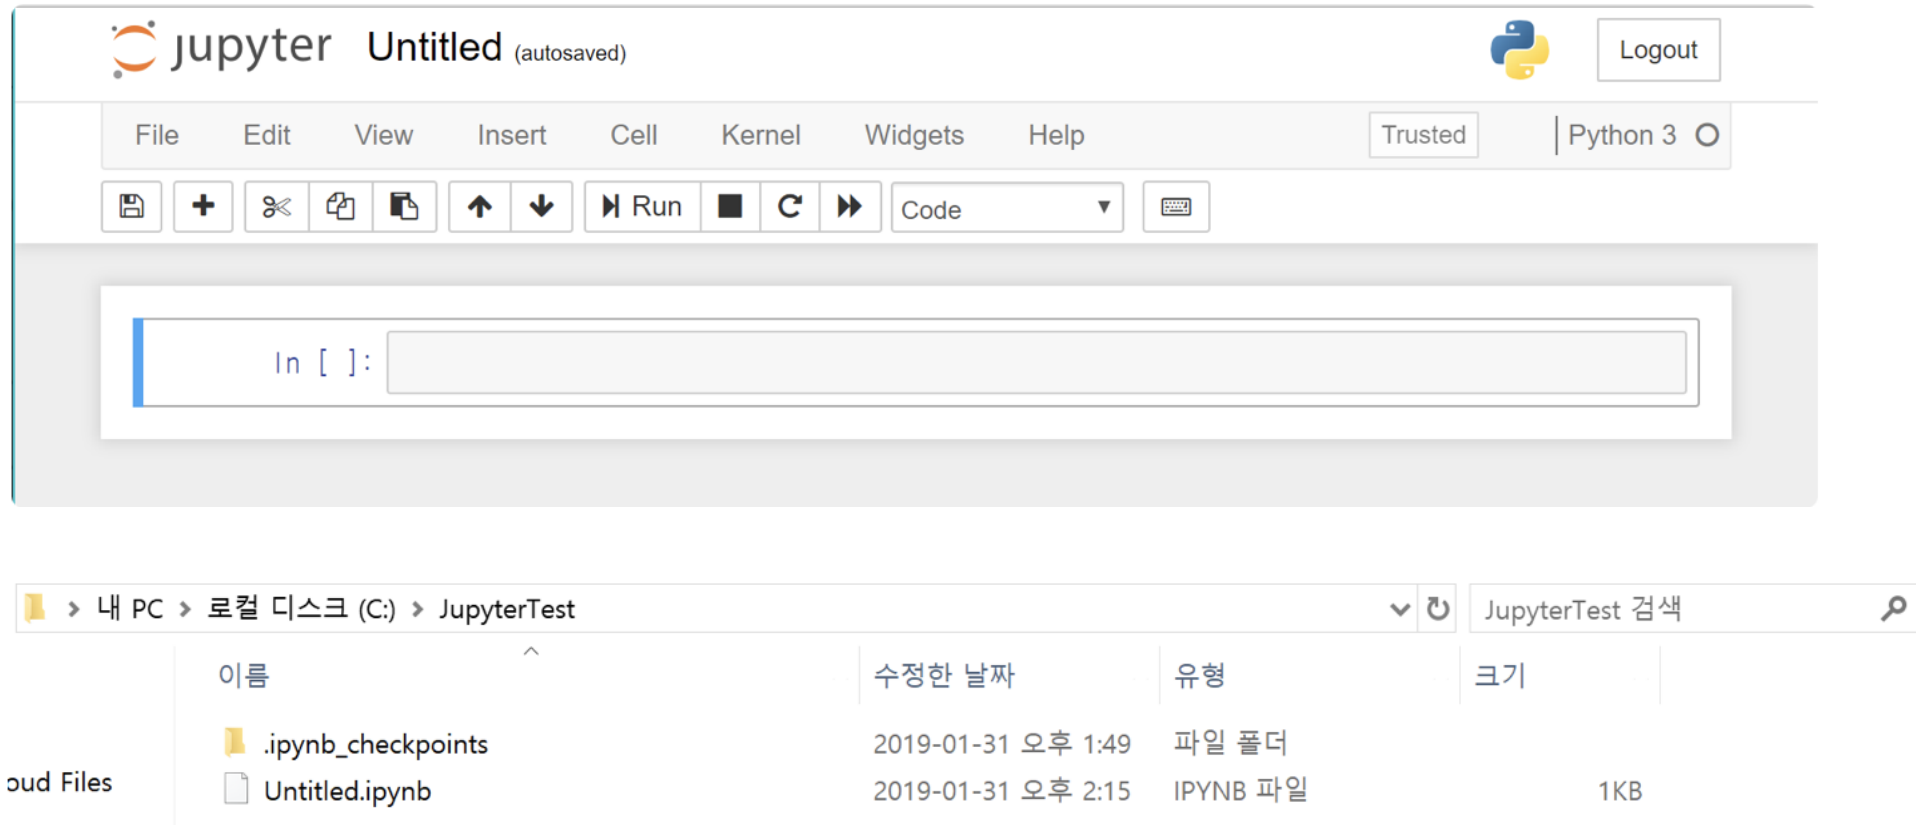 jupyter Untitled (autosaved) Logout
File Edit View Insert Cell Kernel Widgets Help Trusted Python 3
Run Code
In [ ]:
내 PC 로컬 디스크 (C:) JupyterTest JupyterTest 검색
이름 수정한 날짜 유형 크기
.ipynb_checkpoints 2019-01-31 오후 1:49 파일 폴더
oud Files Untitled.ipynb 2019-01-31 오후 2:15 IPYNB 파일 1KB